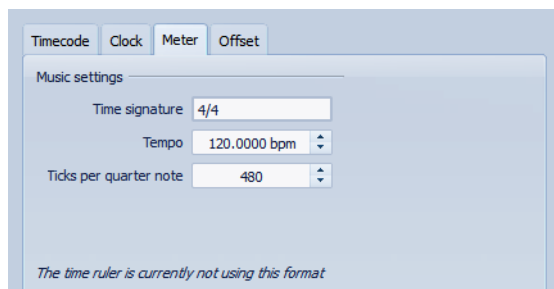 Timecode Clock Meter Offset
Music settings
Time signature 4/4
Tempo 120.0000 bpm
Ticks per quarter note 480
The time ruler is currently not using this format